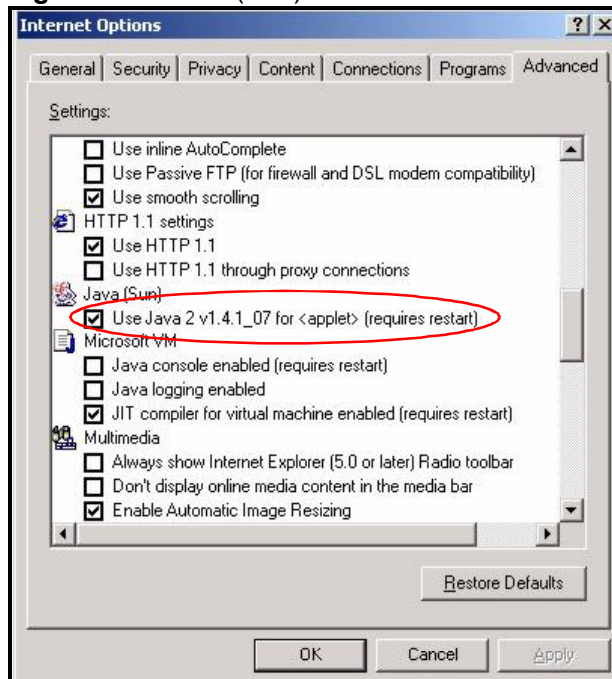 Internet Options
General Security Privacy Content Connections Programs Advanced
Settings:
Use inline AutoComplete
Use Passive FTP (for firewall and DSL modem compatibility)
Use smooth scrolling
HTTP 1.1 settings
Use HTTP 1.1
Use HTTP 1.1 through proxy connections
Java (Sun)
Use Java 2 v1.4.1_07 for <applet> (requires restart)
Microsoft VM
Java console enabled (requires restart)
Java logging enabled
JIT compiler for virtual machine enabled (requires restart)
Multimedia
Always show Internet Explorer (5.0 or later) Radio toolbar
Don't display online media content in the media bar
Enable Automatic Image Resizing
Restore Defaults
OK Cancel Apply